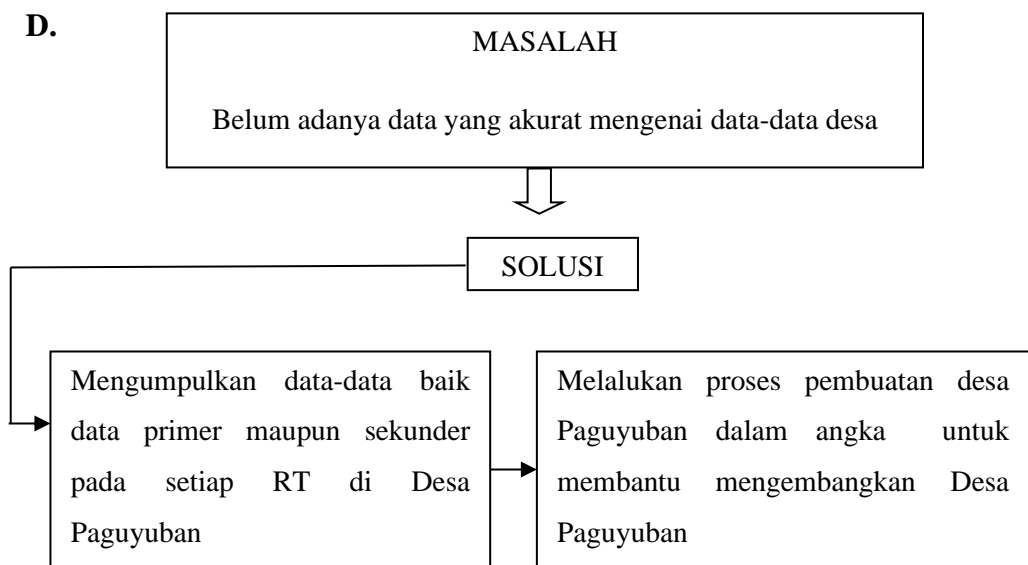 D.
MASALAH
Belum adanya data yang akurat mengenai data-data desa
SOLUSI
Mengumpulkan data-data baik
data primer maupun sekunder
pada setiap RT di Desa
Paguyuban
Melalukan proses pembuatan desa
Paguyuban dalam angka untuk
membantu mengembangkan Desa
Paguyuban